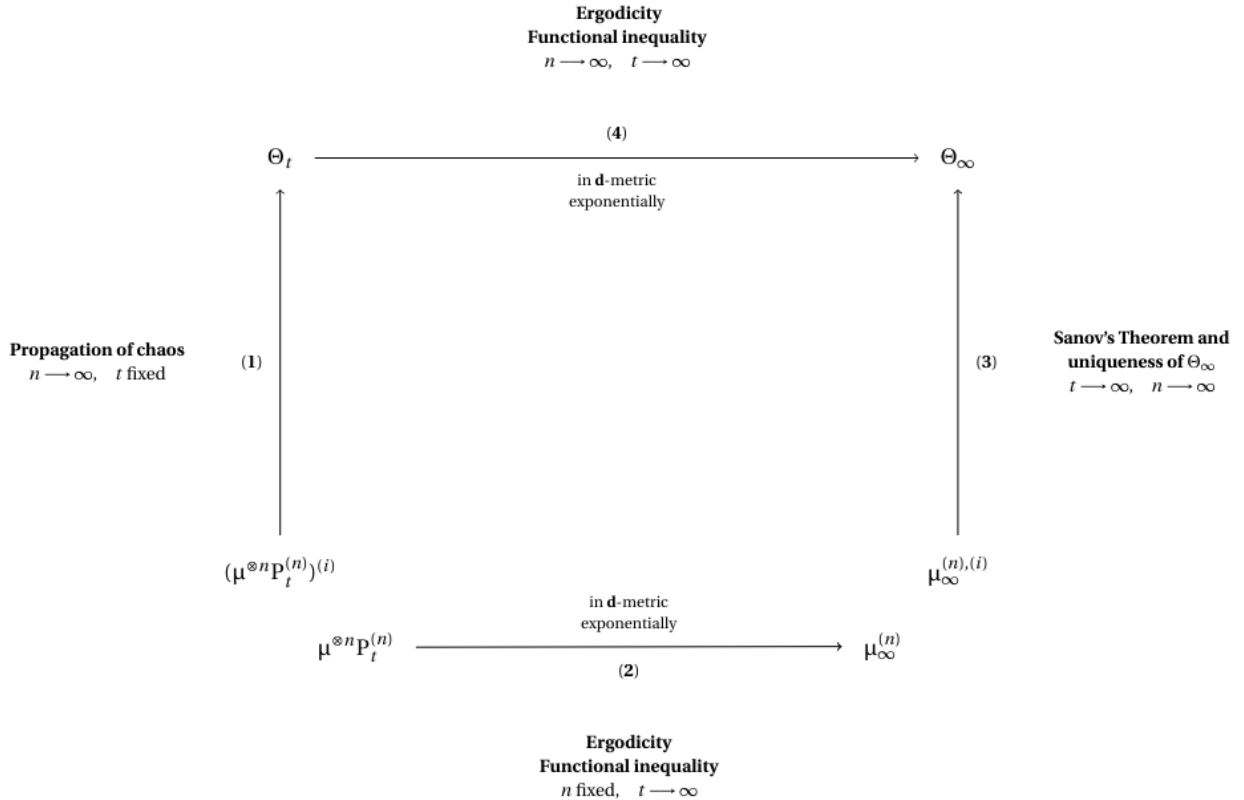 Ergodicity
Functional inequality
n ⟶ ∞, t ⟶ ∞
(4)
Θ_t
Θ_∞
in d-metric
exponentially
Propagation of chaos
n ⟶ ∞, t fixed
(1)
(3)
Sanov's Theorem and
uniqueness of Θ_∞
t ⟶ ∞, n ⟶ ∞
(μ^{⊗n}P_t^{(n)})^{(i)}
μ_∞^{(n),(i)}
in d-metric
exponentially
μ^{⊗n}P_t^{(n)}
μ_∞^{(n)}
(2)
Ergodicity
Functional inequality
n fixed, t ⟶ ∞